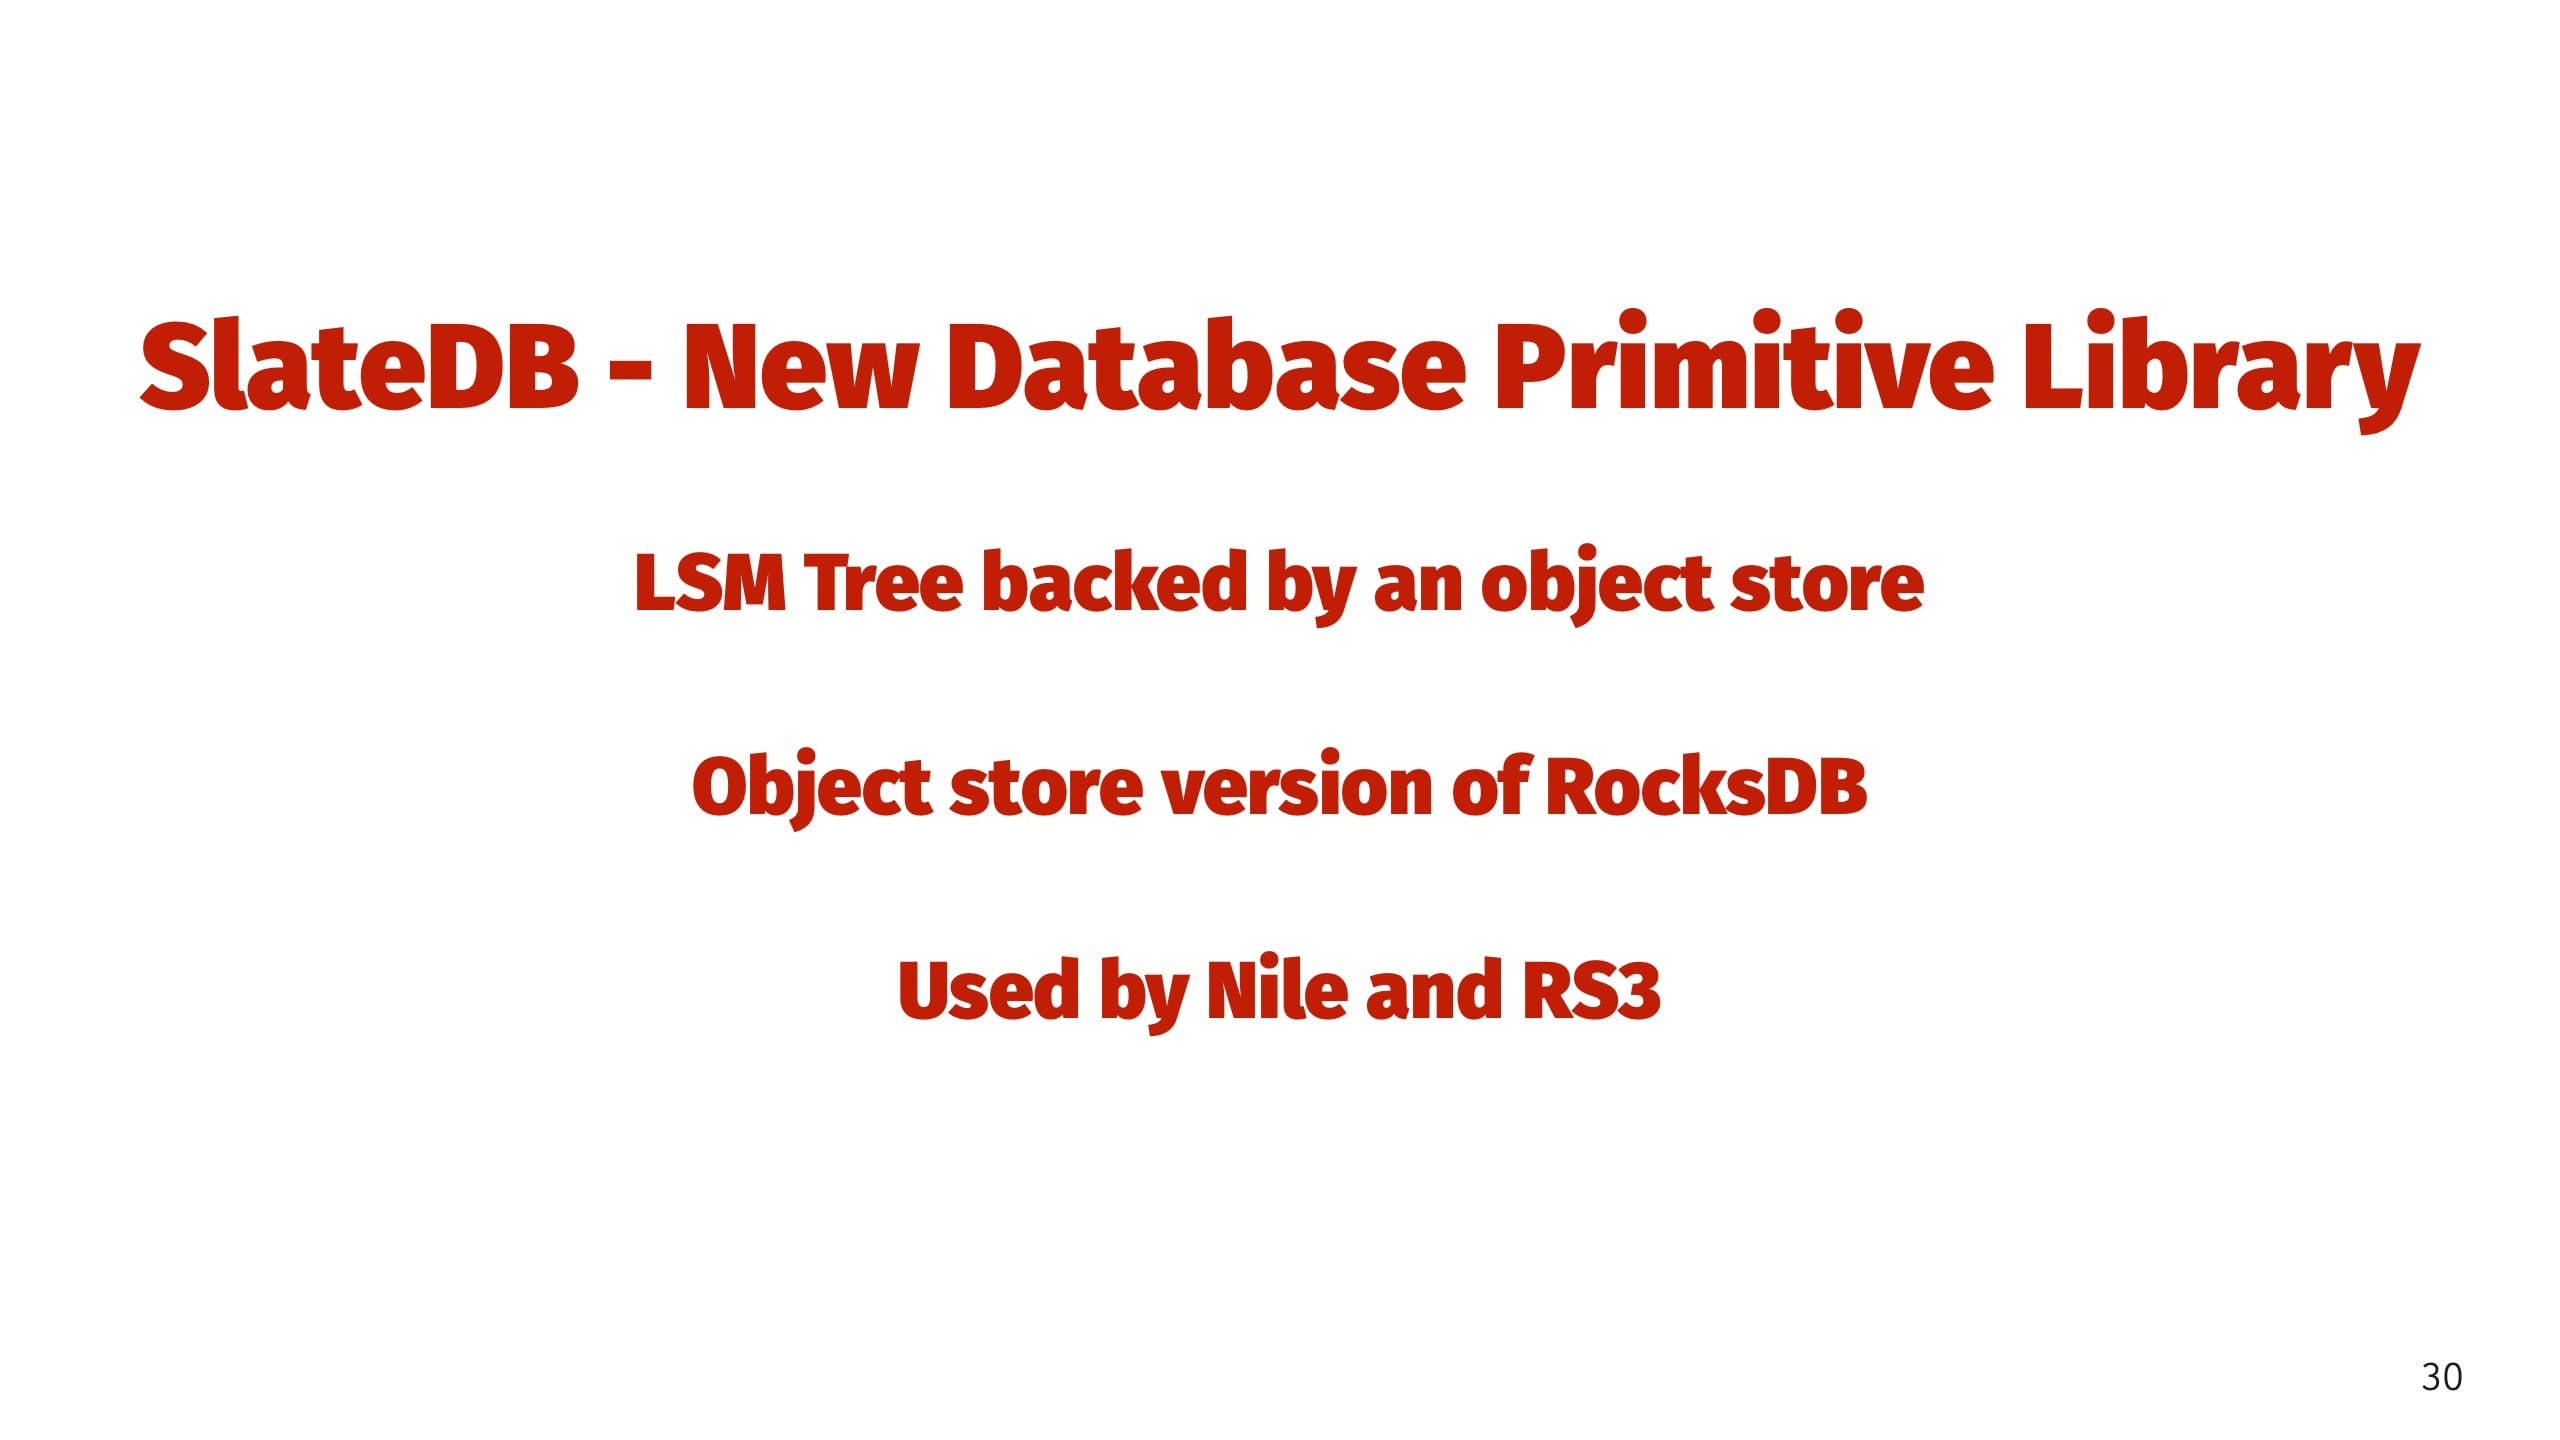 SlateDB - New Database Primitive Library
LSM Tree backed by an object store
Object store version of RocksDB
Used by Nile and RS3
30